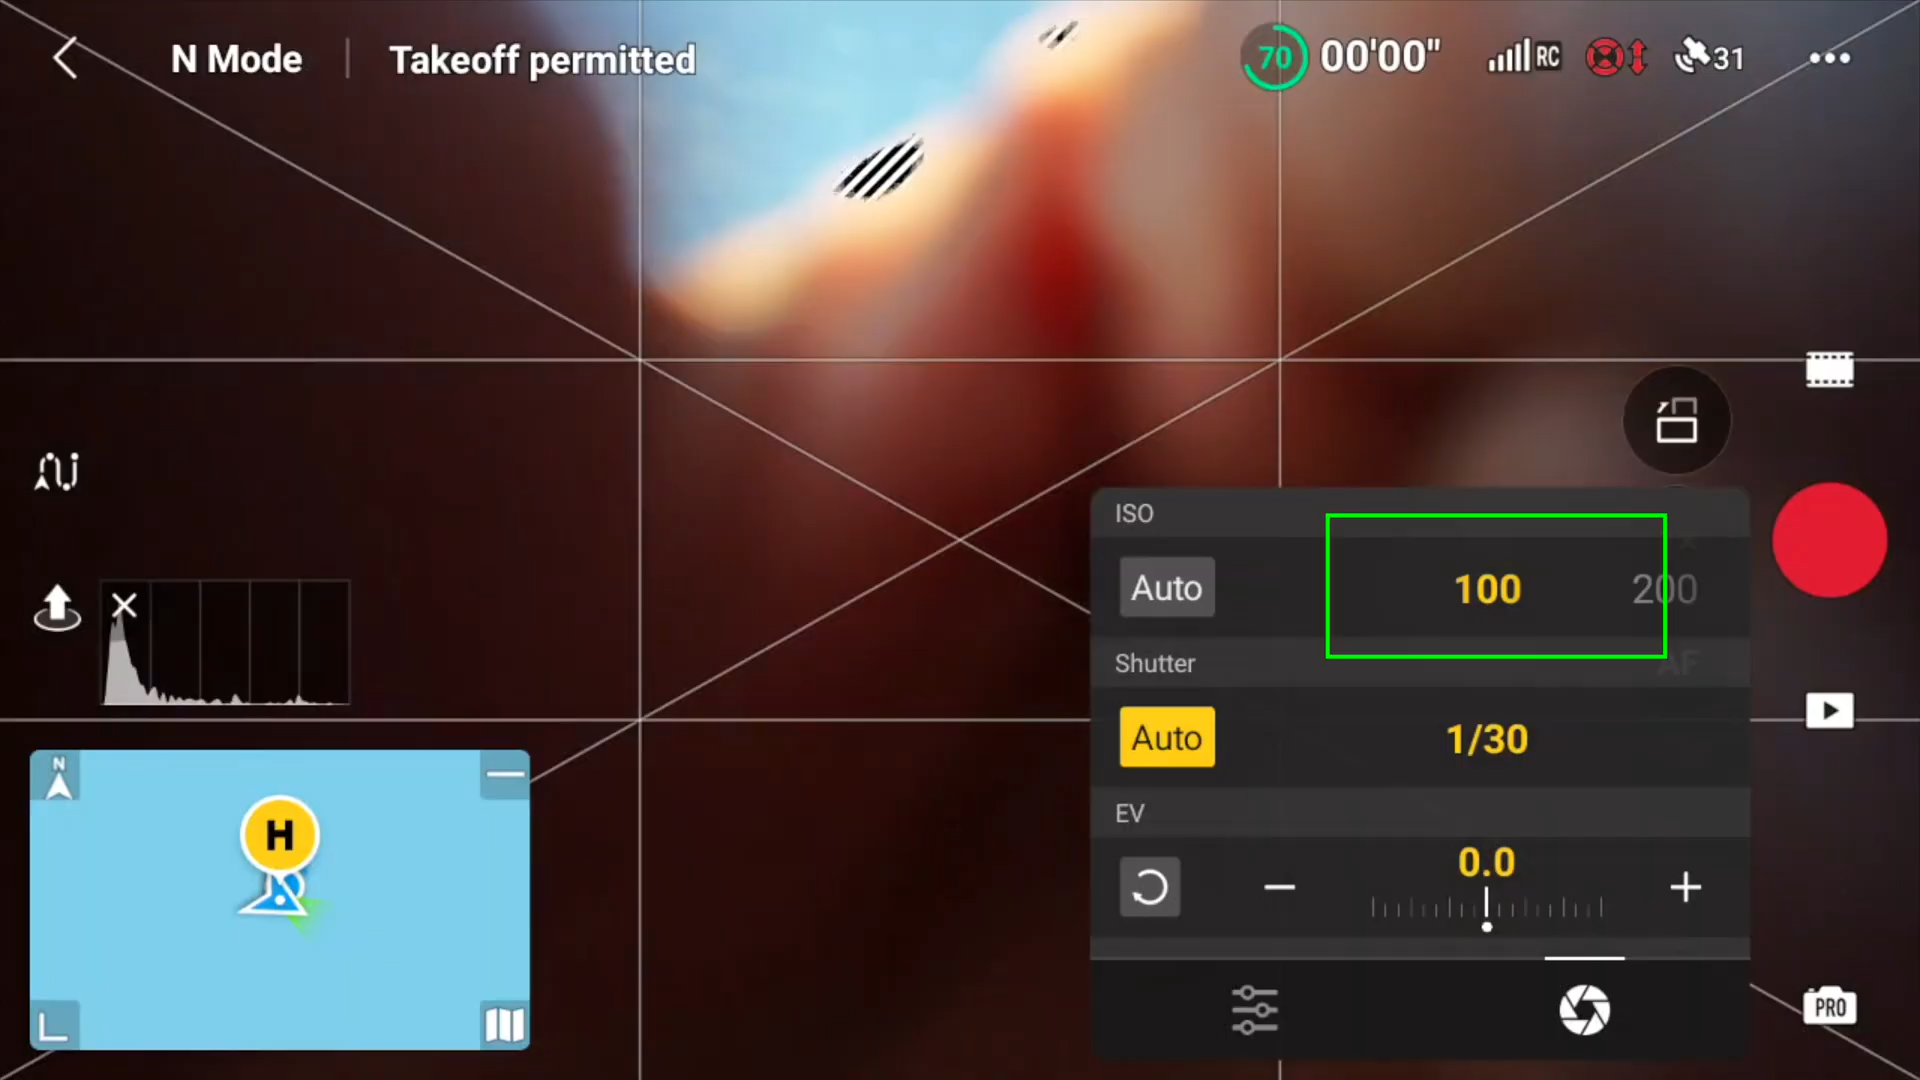 N Mode | Takeoff permitted 70 00'00" RC 31
ISO
Auto 100 200
Shutter
AF
Auto 1/30
EV
0.0
N
H
PRO